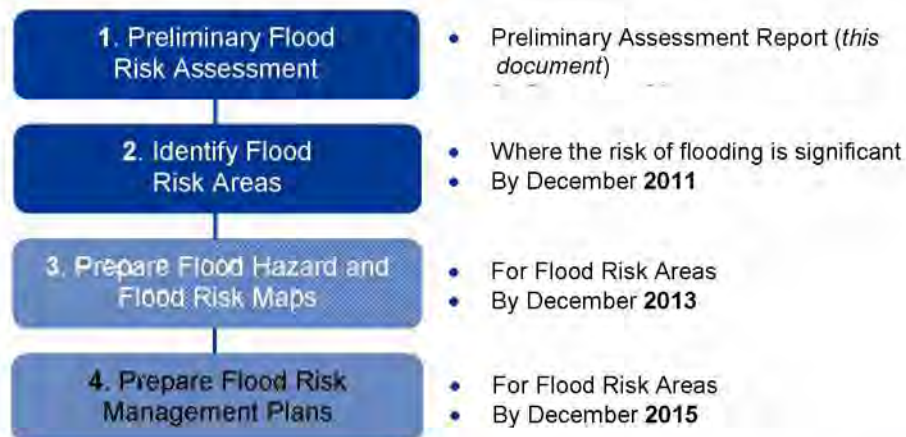 1. Preliminary Flood
Risk Assessment
• Preliminary Assessment Report (this
document)
2. Identify Flood
Risk Areas
• Where the risk of flooding is significant
• By December 2011
3. Prepare Flood Hazard and
Flood Risk Maps
• For Flood Risk Areas
• By December 2013
4. Prepare Flood Risk
Management Plans
• For Flood Risk Areas
• By December 2015